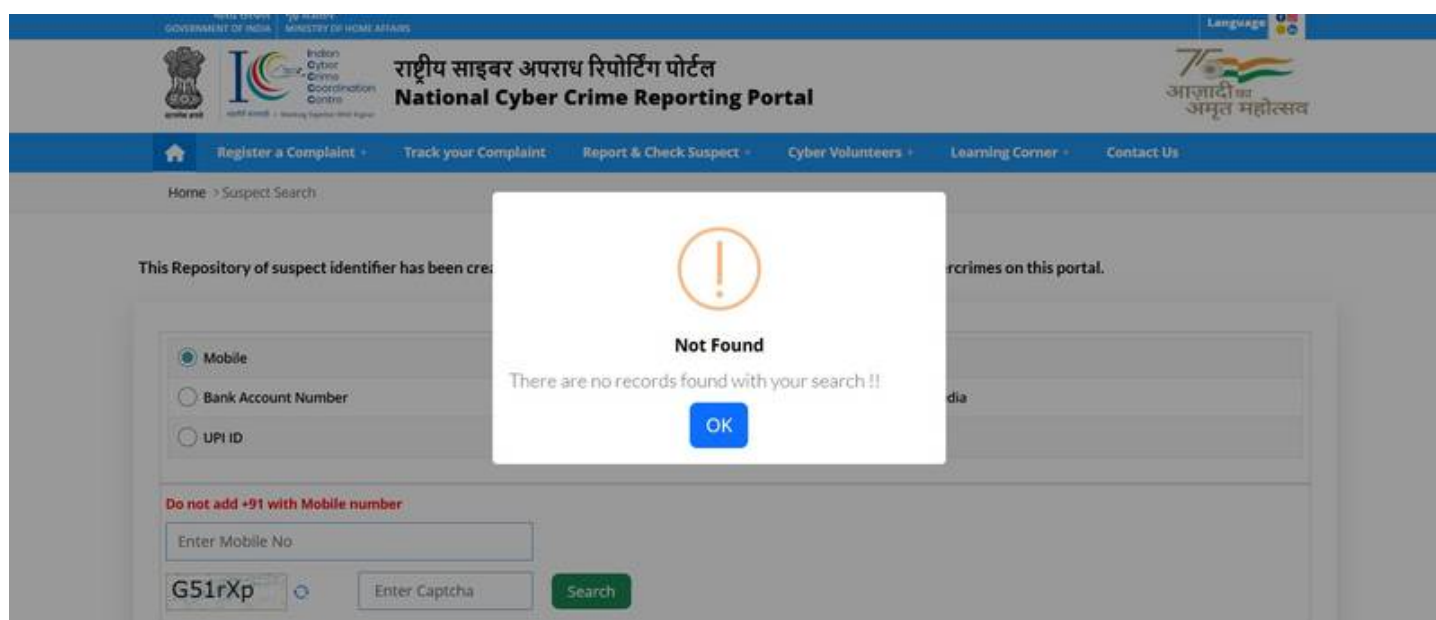 GOVERNMENT OF INDIA MINISTRY OF HOME AFFAIRS
Language
Indian
Cyber
Crime
Coordination
Centre
राष्ट्रीय साइबर अपराध रिपोर्टिंग पोर्टल
National Cyber Crime Reporting Portal
आज़ादी का
अमृत महोत्सव
Register a Complaint + Track your Complaint Report & Check Suspect + Cyber Volunteers + Learning Corner + Contact Us
Home > Suspect Search
This Repository of suspect identifier has been crea
rcrimes on this portal.
Not Found
There are no records found with your search !!
OK
Mobile
Bank Account Number
dia
UPI ID
Do not add +91 with Mobile number
Enter Mobile No
G51rXp Enter Captcha Search